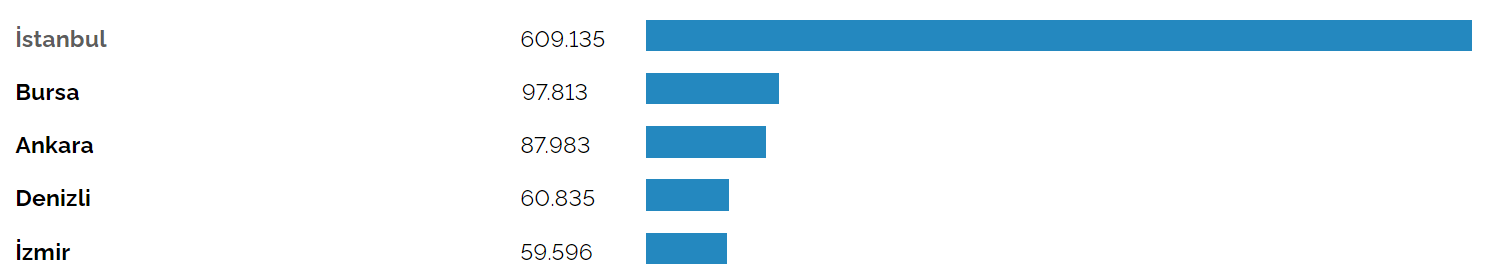 İstanbul 609.135
Bursa 97.813
Ankara 87.983
Denizli 60.835
İzmir 59.596